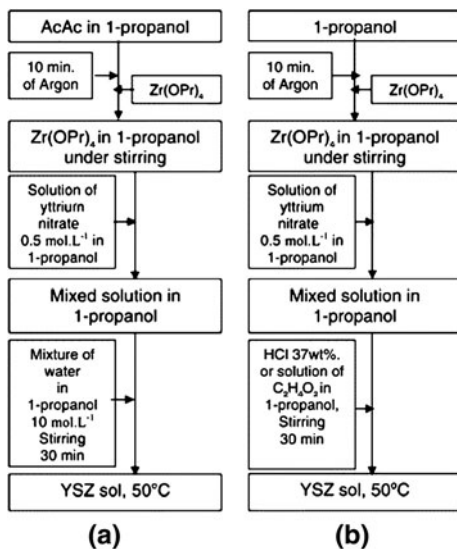 AcAc in 1-propanol
10 min.
of Argon
Zr(OPr)₄
Zr(OPr)₄ in 1-propanol
under stirring
Solution of
yttrium
nitrate
0.5 mol.L⁻¹ in
1-propanol
Mixed solution in
1-propanol
Mixture of
water
in
1-propanol
10 mol.L⁻¹
Stirring
30 min
YSZ sol, 50°C
(a)
1-propanol
10 min.
of Argon
Zr(OPr)₄
Zr(OPr)₄ in 1-propanol
under stirring
Solution of
yttrium
nitrate
0.5 mol.L⁻¹ in
1-propanol
Mixed solution in
1-propanol
HCl 37wt%.
or solution of
C₂H₄O₂ in
1-propanol,
Stirring
30 min
YSZ sol, 50°C
(b)